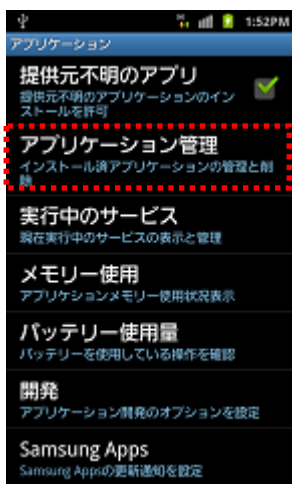 1:52PM
アプリケーション
提供元不明のアプリ
提供元不明のアプリケーションのイン
ストールを許可
アプリケーション管理
インストール済アプリケーションの管理と削
除
実行中のサービス
現在実行中のサービスの表示と管理
メモリー使用
アプリケションメモリー使用状況表示
バッテリー使用量
バッテリーを使用している操作を確認
開発
アプリケーション開発のオプションを設定
Samsung Apps
Samsung Appsの更新通知を設定